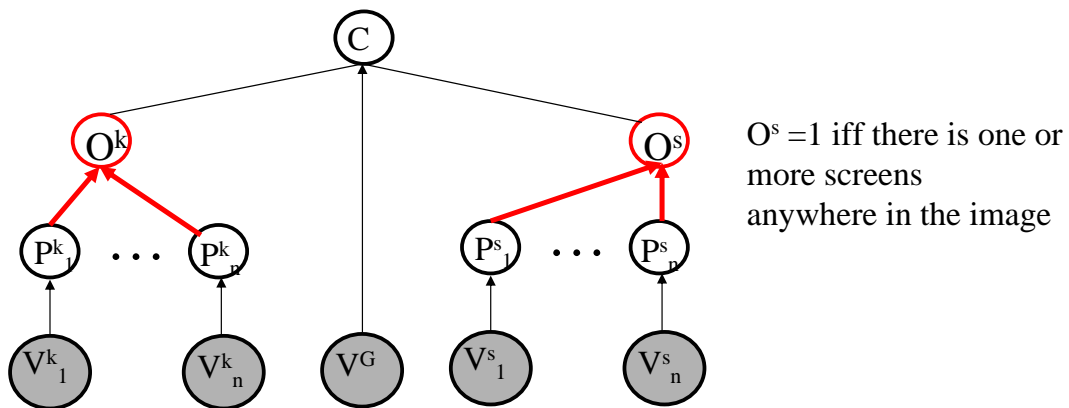 C
O^k
O^s
O^s =1 iff there is one or
more screens
anywhere in the image
P^k_1 . . . P^k_n
P^s_1 . . . P^s_n
V^k_1
V^k_n
V^G
V^s_1
V^s_n